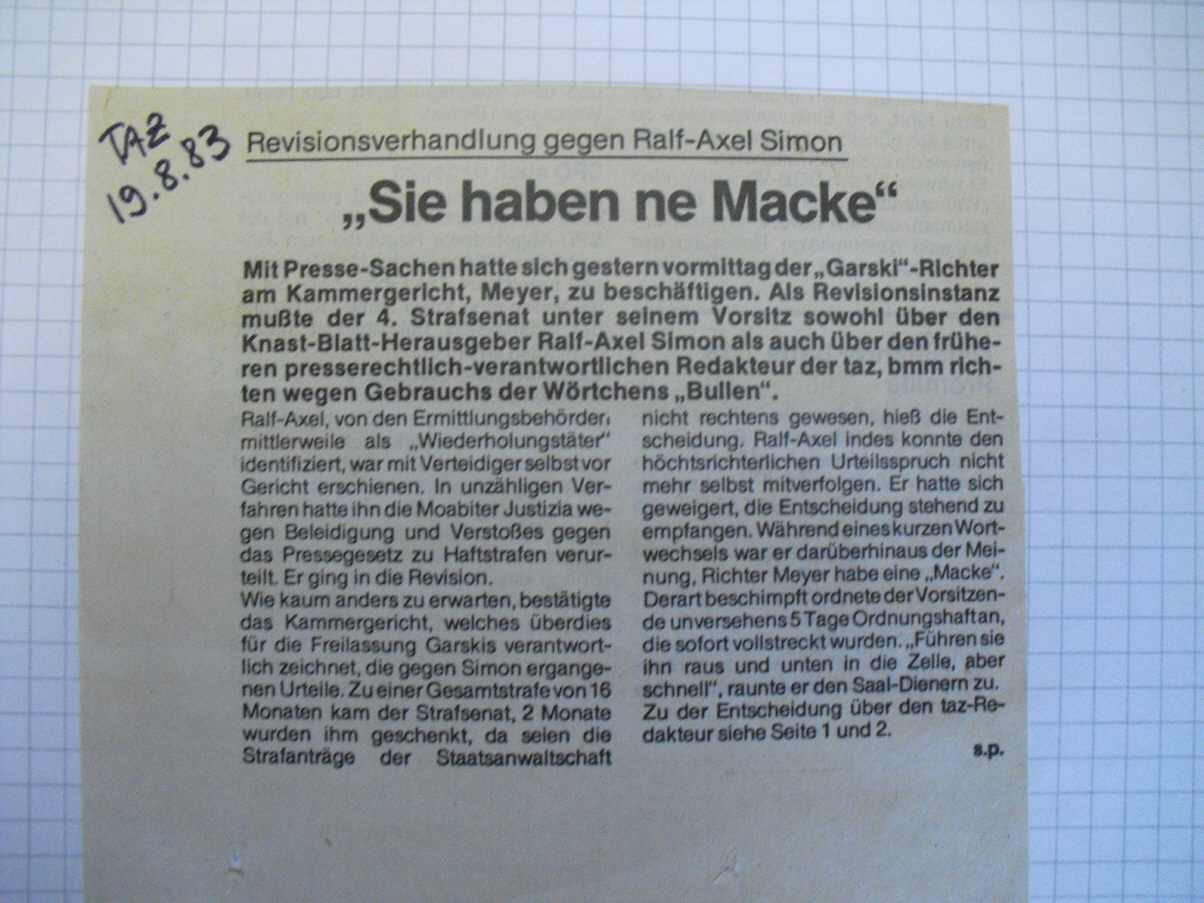 TAZ
19.8.83
Revisionsverhandlung gegen Ralf-Axel Simon
„Sie haben ne Macke“
Mit Presse-Sachen hatte sich gestern vormittag der „Garski“-Richter
am Kammergericht, Meyer, zu beschäftigen. Als Revisionsinstanz
mußte der 4. Strafsenat unter seinem Vorsitz sowohl über den
Knast-Blatt-Herausgeber Ralf-Axel Simon als auch über den frühe-
ren presserechtlich-verantwortlichen Redakteur der taz, bmm rich-
ten wegen Gebrauchs der Wörtchens „Bullen“.
Ralf-Axel, von den Ermittlungsbehörden
mittlerweile als „Wiederholungstäter“
identifiziert, war mit Verteidiger selbst vor
Gericht erschienen. In unzähligen Ver-
fahren hatte ihn die Moabiter Justizia we-
gen Beleidigung und Verstoßes gegen
das Pressegesetz zu Haftstrafen verur-
teilt. Er ging in die Revision.
Wie kaum anders zu erwarten, bestätigte
das Kammergericht, welches überdies
für die Freilassung Garskis verantwort-
lich zeichnet, die gegen Simon ergange-
nen Urteile. Zu einer Gesamtstrafe von 16
Monaten kam der Strafsenat, 2 Monate
wurden ihm geschenkt, da seien die
Strafanträge der Staatsanwaltschaft
nicht rechtens gewesen, hieß die Ent-
scheidung. Ralf-Axel indes konnte den
höchtsrichterlichen Urteilsspruch nicht
mehr selbst mitverfolgen. Er hatte sich
geweigert, die Entscheidung stehend zu
empfangen. Während eines kurzen Wort-
wechsels war er darüberhinaus der Mei-
nung, Richter Meyer habe eine „Macke“.
Derart beschimpft ordnete der Vorsitzen-
de unversehens 5 Tage Ordnungshaft an,
die sofort vollstreckt wurden. „Führen sie
ihn raus und unten in die Zelle, aber
schnell“, raunte er den Saal-Dienern zu.
Zu der Entscheidung über den taz-Re-
dakteur siehe Seite 1 und 2.
s.p.